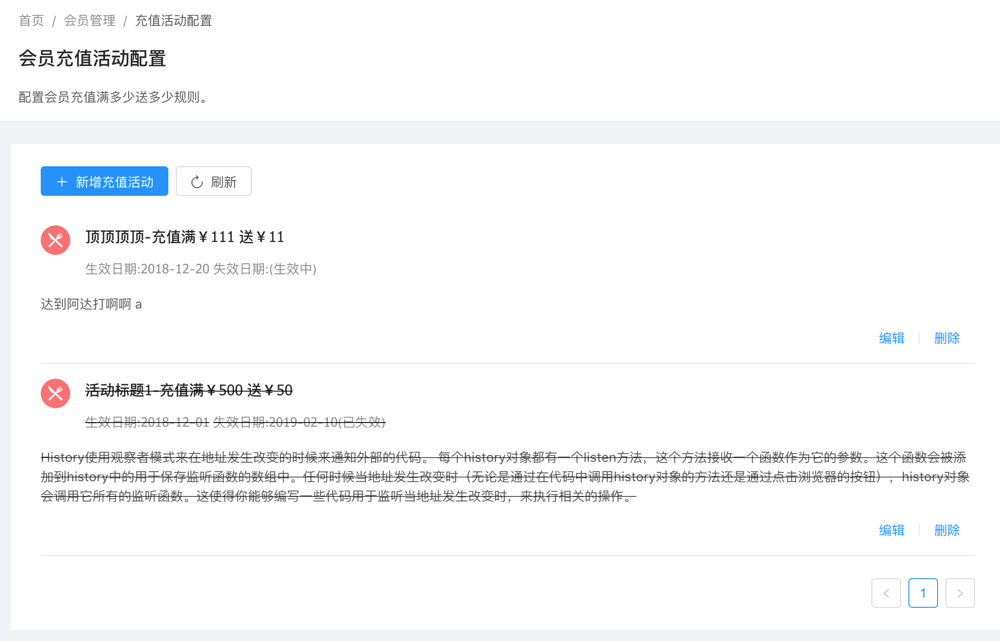 首页 / 会员管理 / 充值活动配置
会员充值活动配置
配置会员充值满多少送多少规则。
新增充值活动 刷新
顶顶顶顶-充值满￥111 送￥11
生效日期:2018-12-20 失效日期:(生效中)
达到阿达打啊啊 a
编辑 删除
活动标题1-充值满￥500 送￥50
生效日期:2018-12-01 失效日期:2019-02-10(已失效)
History使用观察者模式来在地址发生改变的时候来通知外部的代码。 每个history对象都有一个listen方法，这个方法接收一个函数作为它的参数。这个函数会被添
加到history中的用于保存监听函数的数组中。任何时候当地址发生改变时（无论是通过在代码中调用history对象的方法还是通过点击浏览器的按钮），history对象
会调用它所有的监听函数。这使得你能够编写一些代码用于监听当地址发生改变时，来执行相关的操作。
编辑 删除
< 1 >